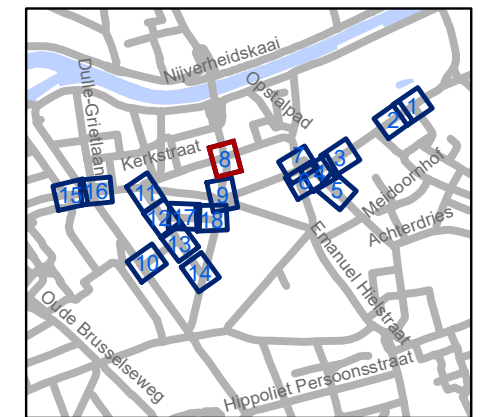 Nijverheidskaai
Dulle-Grietlaan
Opstalpad
Kerkstraat
1
2
3
4
5
6
7
8
9
10
11
12
13
14
15
16
17
18
Meidoornhof
Achterdries
Emanuel Hielstraat
Oude Brusselseweg
Hippoliet Persoonsstraat